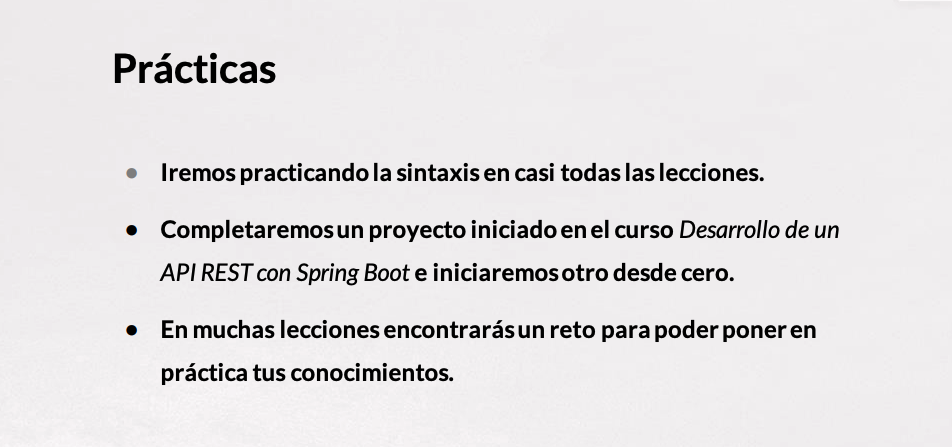 Prácticas
● Iremos practicando la sintaxis en casi todas las lecciones.
● Completaremos un proyecto iniciado en el curso Desarrollo de un
API REST con Spring Boot e iniciaremos otro desde cero.
● En muchas lecciones encontrarás un reto para poder poner en
práctica tus conocimientos.